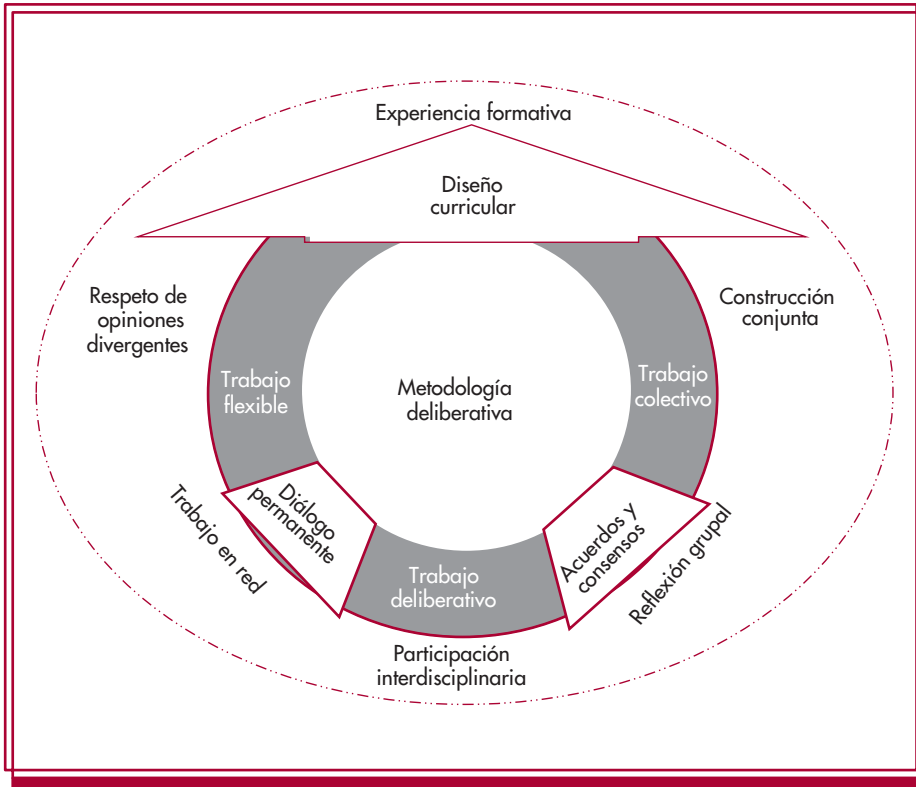 Experiencia formativa
Diseño
curricular
Respeto de
opiniones
divergentes
Construcción
conjunta
Trabajo
flexible
Metodología
deliberativa
Trabajo
colectivo
Diálogo
permanente
Trabajo en red
Acuerdos y
consensos
Reflexión grupal
Trabajo
deliberativo
Participación
interdisciplinaria